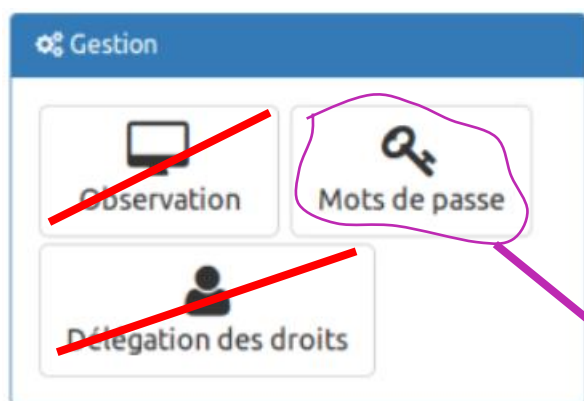 Gestion
Observation
Mots de passe
Délégation des droits